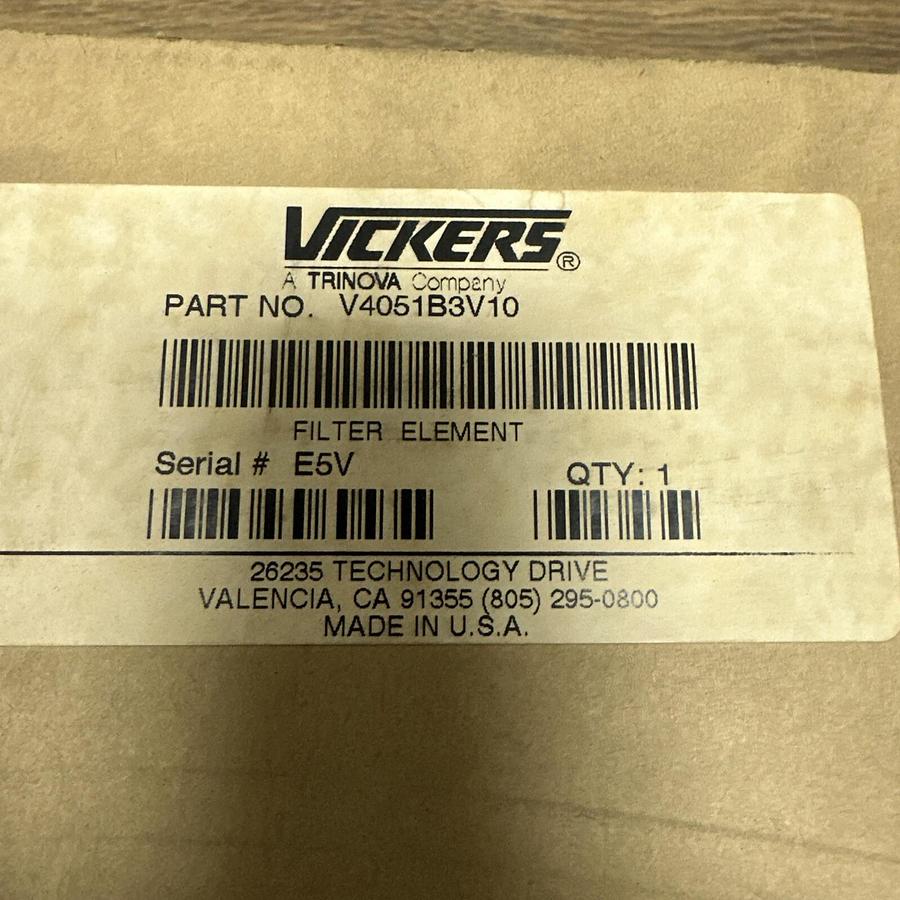 VICKERS®
A TRINOVA Company
PART NO. V4051B3V10
FILTER ELEMENT
Serial # E5V
QTY: 1
26235 TECHNOLOGY DRIVE
VALENCIA, CA 91355 (805) 295-0800
MADE IN U.S.A.